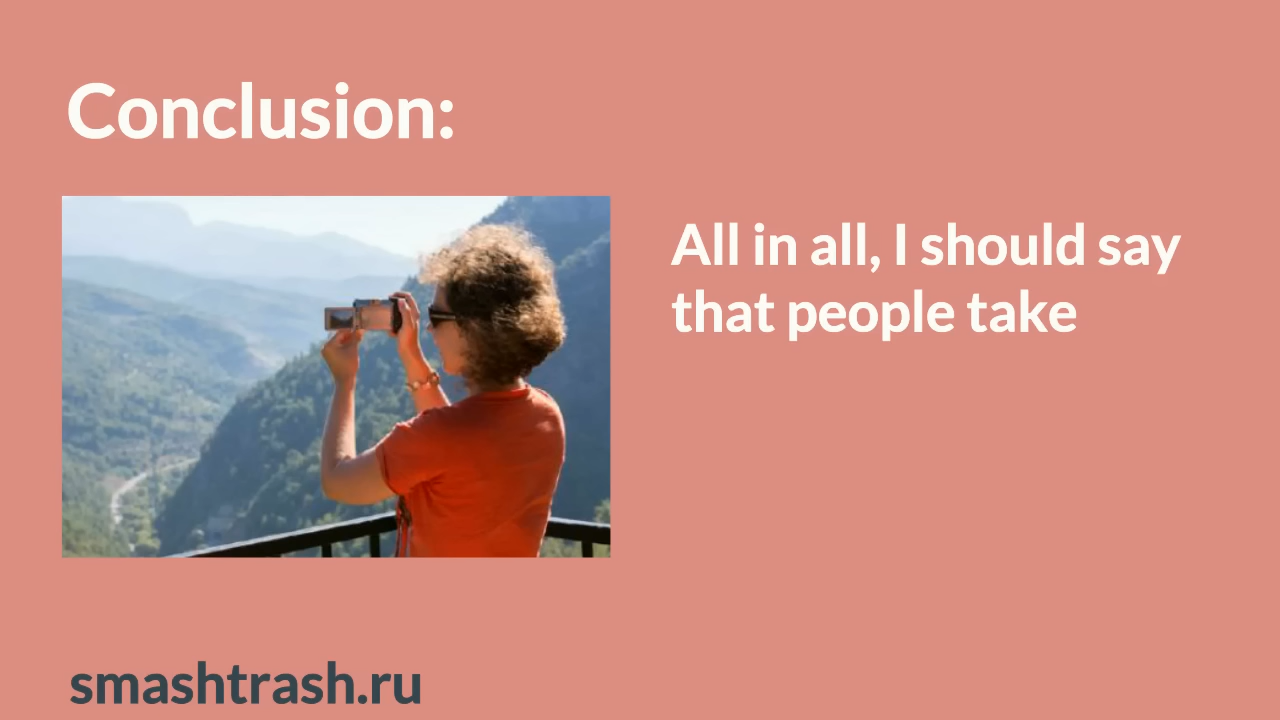 Conclusion:
All in all, I should say
that people take
smashtrash.ru